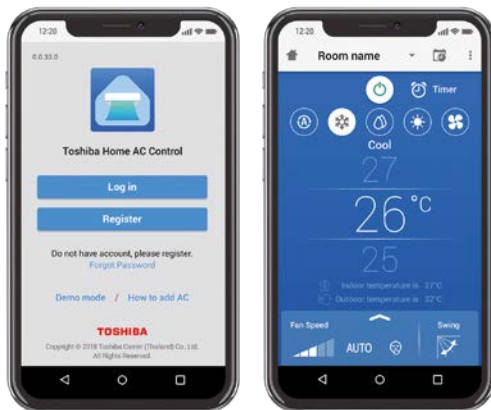 12:20
0.0.33.0
Toshiba Home AC Control
Log in
Register
Do not have account, please register.
Forgot Password
Demo mode / How to add AC
TOSHIBA
Copyright © 2018 Toshiba Carrier (Thailand) Co., Ltd.
All Rights Reserved.
12:20
Room name
Timer
A
Cool
27
26°C
25
Indoor temperature is 27°C
Outdoor temperature is 32°C
Fan Speed
Swing
AUTO